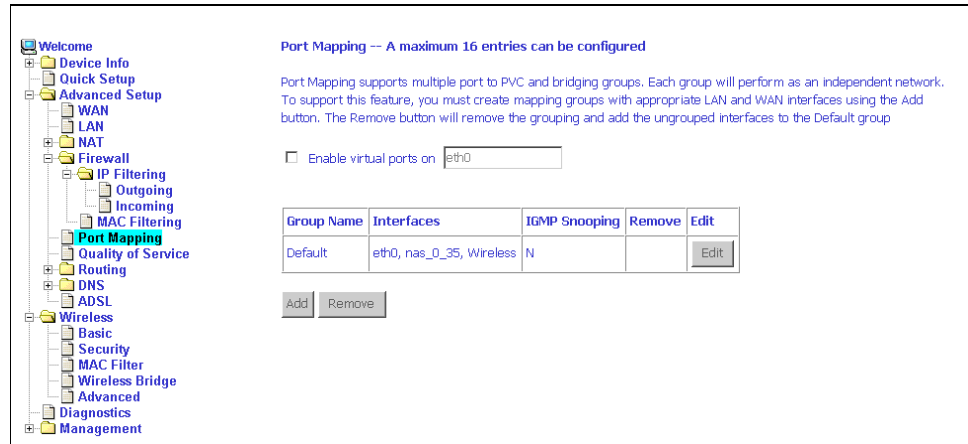 Welcome
Device Info
Quick Setup
Advanced Setup
WAN
LAN
NAT
Firewall
IP Filtering
Outgoing
Incoming
MAC Filtering
Port Mapping
Quality of Service
Routing
DNS
ADSL
Wireless
Basic
Security
MAC Filter
Wireless Bridge
Advanced
Diagnostics
Management
Port Mapping -- A maximum 16 entries can be configured
Port Mapping supports multiple port to PVC and bridging groups. Each group will perform as an independent network.
To support this feature, you must create mapping groups with appropriate LAN and WAN interfaces using the Add
button. The Remove button will remove the grouping and add the ungrouped interfaces to the Default group
Enable virtual ports on eth0
Group Name Interfaces IGMP Snooping Remove Edit
Default eth0, nas_0_35, Wireless N Edit
Add Remove